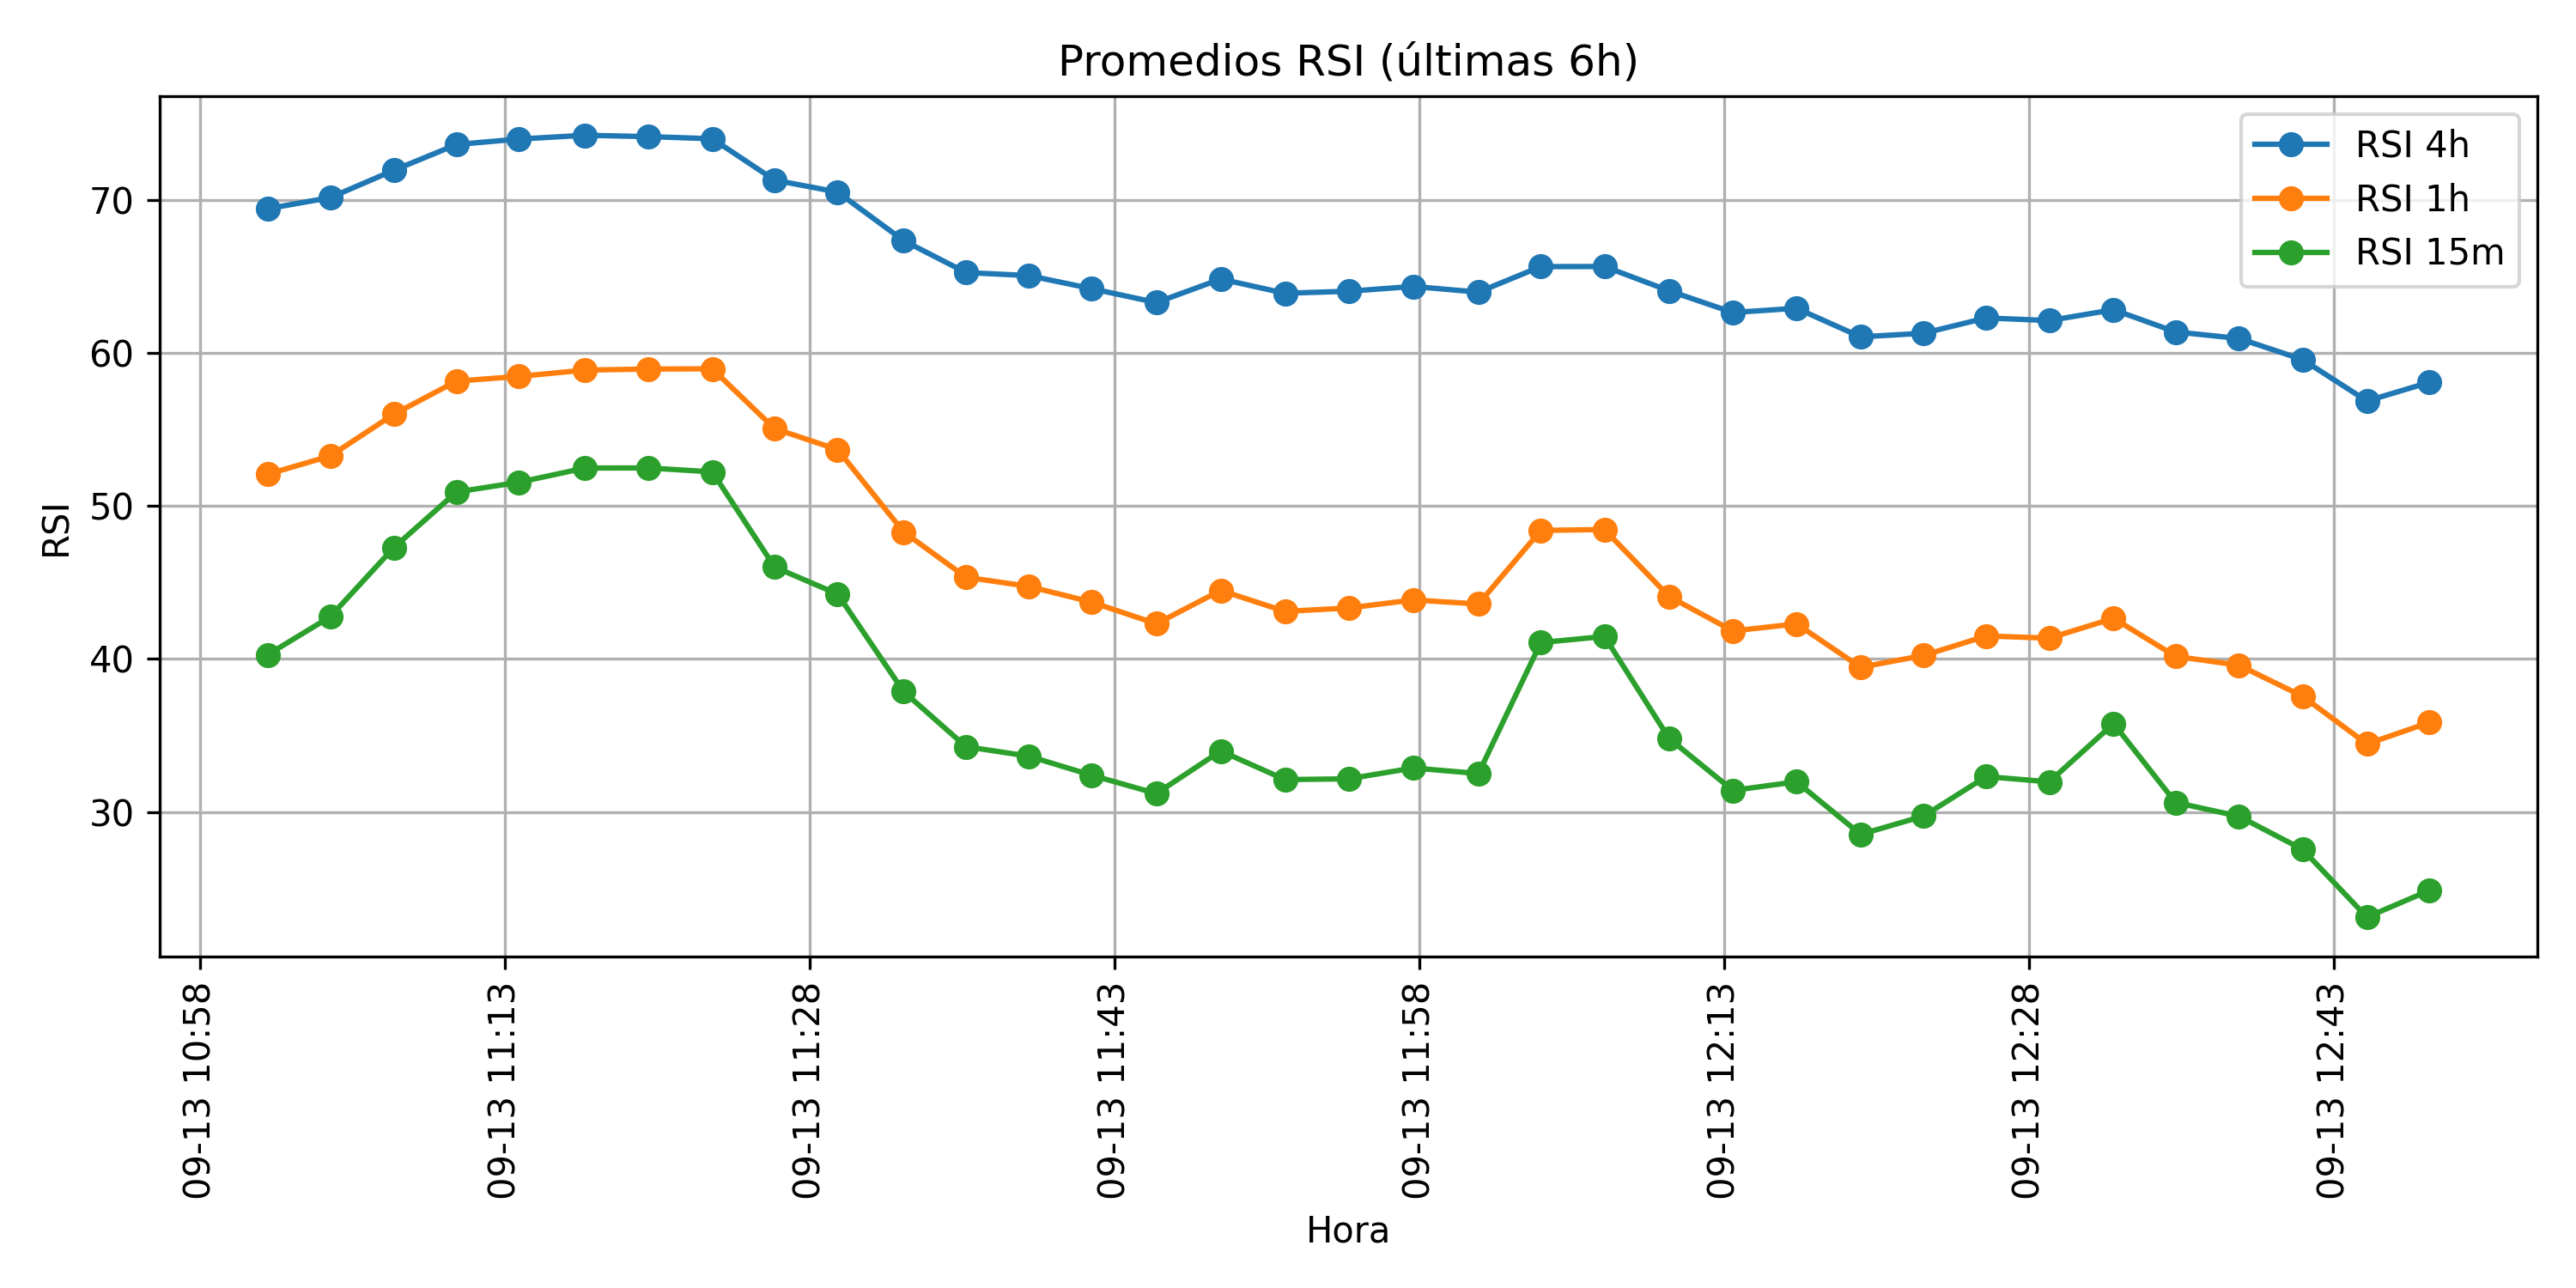 Promedios RSI (últimas 6h)
RSI 4h
RSI 1h
RSI 15m
RSI
70
60
50
40
30
09-13 10:58
09-13 11:13
09-13 11:28
09-13 11:43
09-13 11:58
09-13 12:13
09-13 12:28
09-13 12:43
Hora